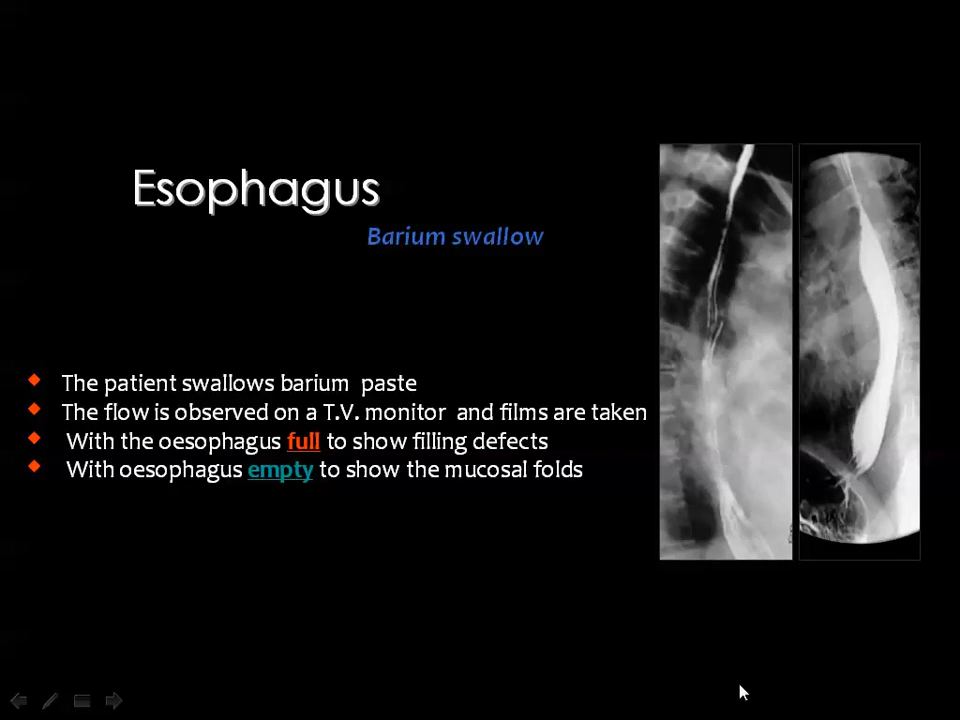 Esophagus
Barium swallow
The patient swallows barium paste
The flow is observed on a T.V. monitor and films are taken
With the oesophagus full to show filling defects
With oesophagus empty to show the mucosal folds